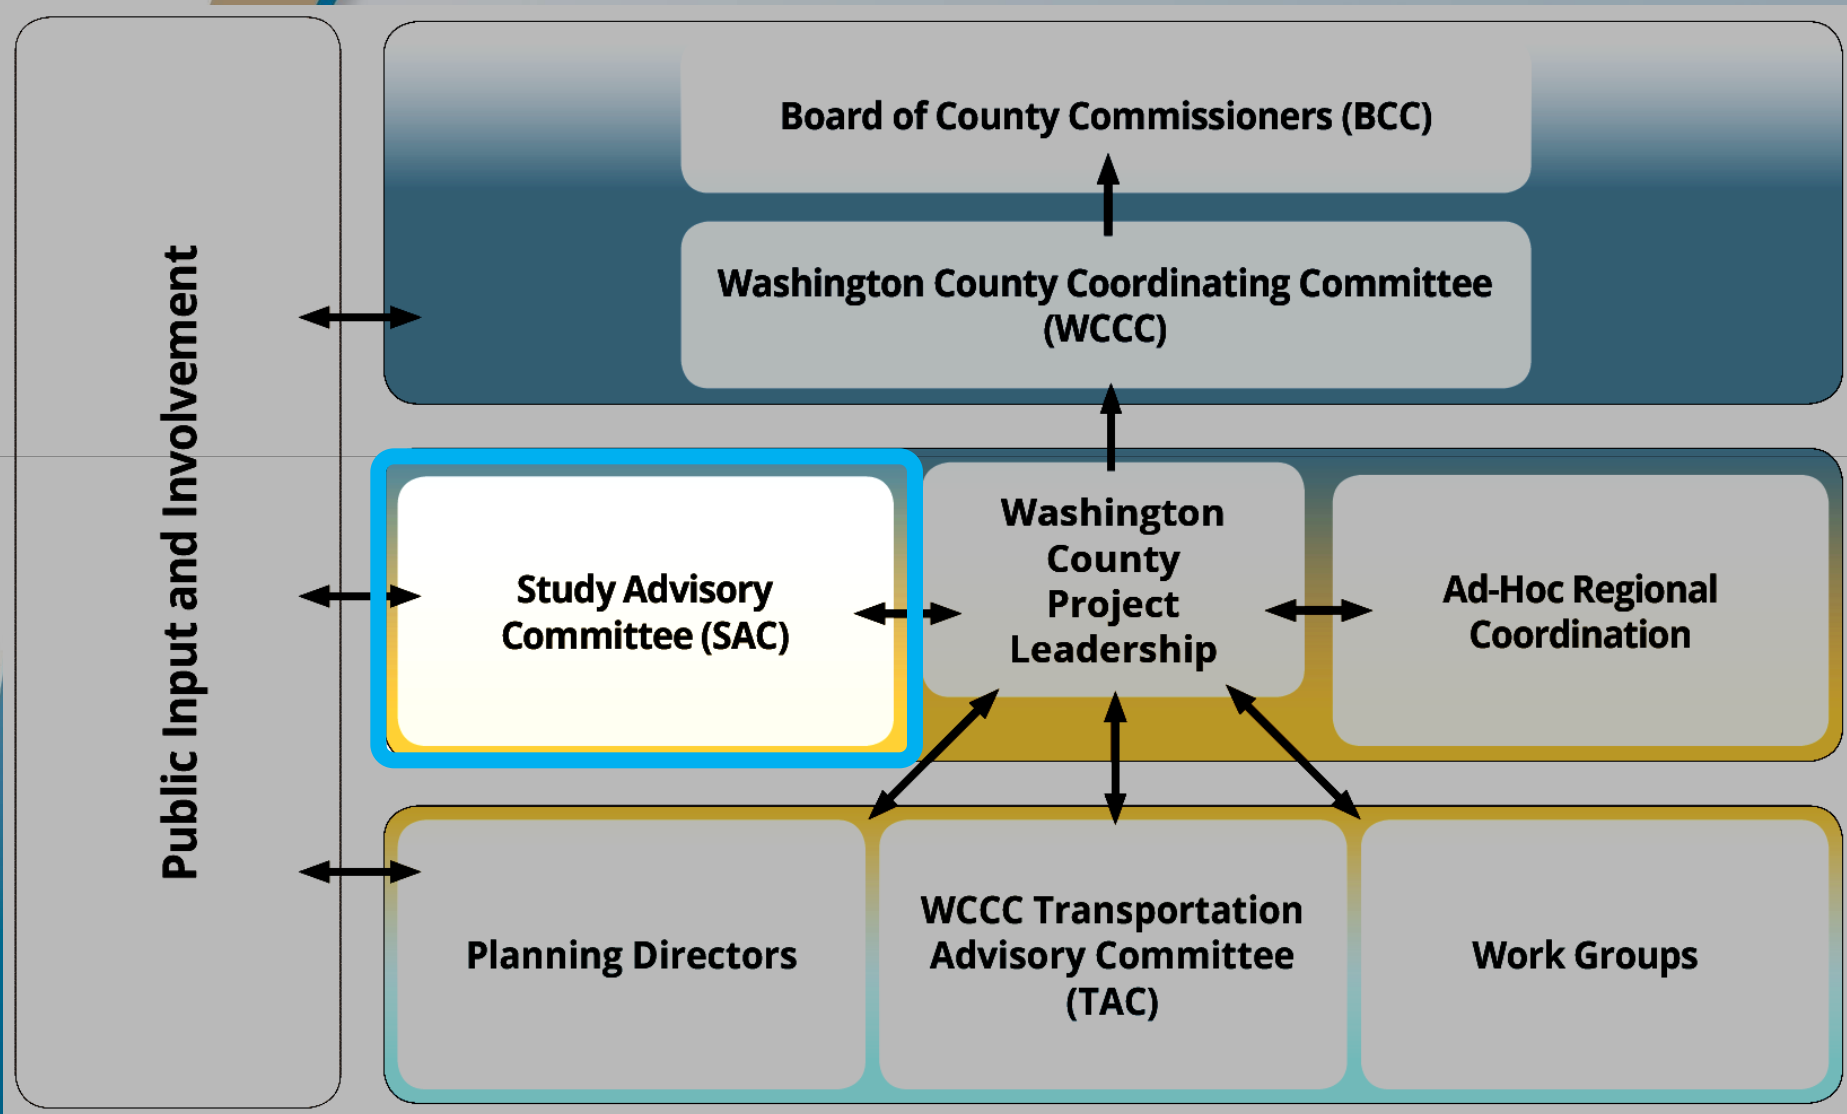 Public Input and Involvement
Board of County Commissioners (BCC)
Washington County Coordinating Committee
(WCCC)
Study Advisory
Committee (SAC)
Washington
County
Project
Leadership
Ad-Hoc Regional
Coordination
Planning Directors
WCCC Transportation
Advisory Committee
(TAC)
Work Groups